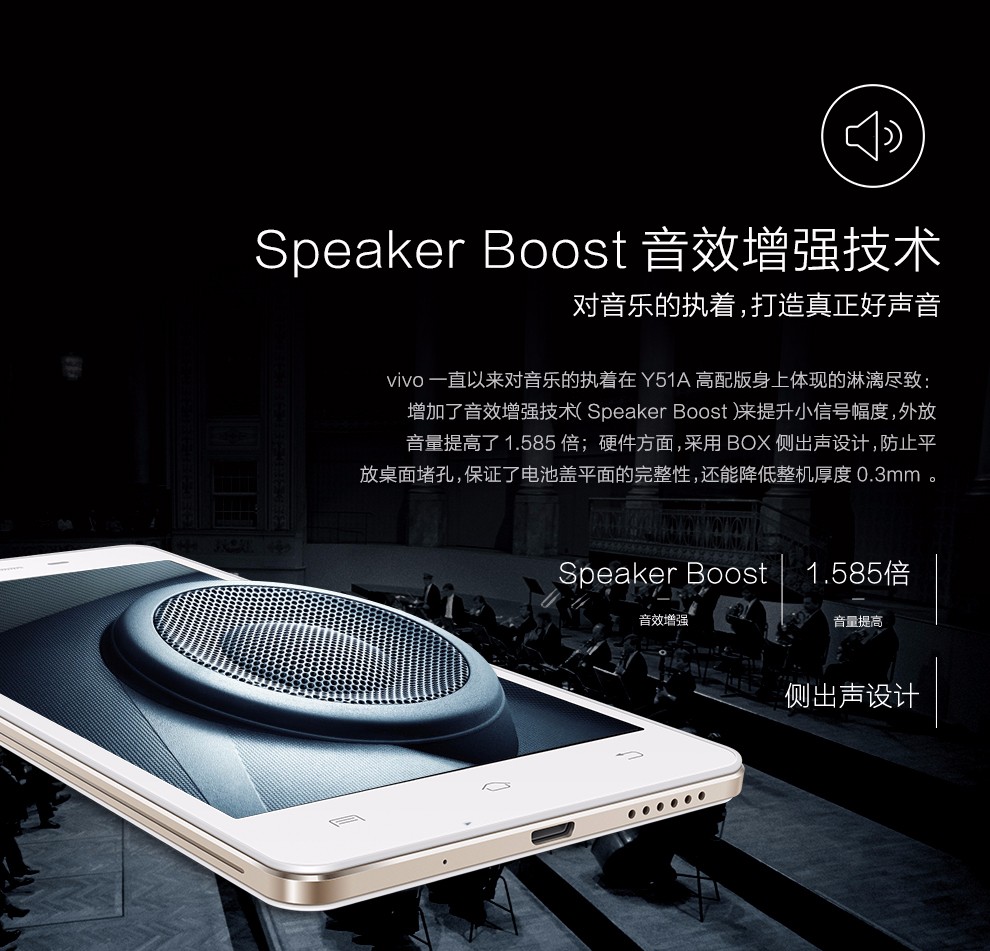 Speaker Boost 音效增强技术
对音乐的执着,打造真正好声音
vivo 一直以来对音乐的执着在 Y51A 高配版身上体现的淋漓尽致:
增加了音效增强技术( Speaker Boost )来提升小信号幅度,外放
音量提高了1.585 倍; 硬件方面,采用 BOX 侧出声设计,防止平
放桌面堵孔,保证了电池盖平面的完整性,还能降低整机厚度 0.3mm 。
Speaker Boost
音效增强
1.585倍
音量提高
侧出声设计